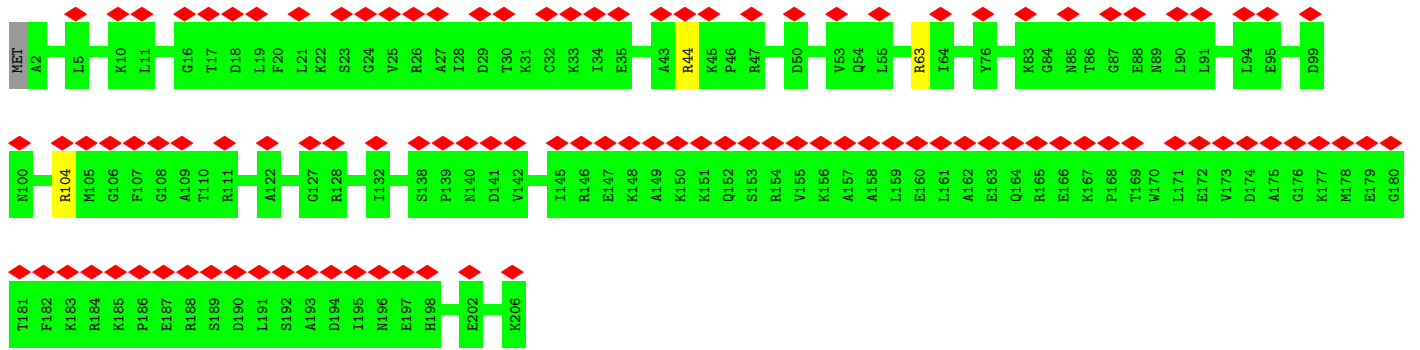 MET A2 L5 K10 L11 G16 T17 D18 L19 F20 L21 K22 S23 G24 V25 R26 A27 I28 D29 T30 K31 C32 K33 I34 E35 A43 R44 K45 P46 R47 D50 V53 Q54 L55 R63 I64 Y76 K83 G84 N85 T86 G87 E88 N89 L90 L91 L94 E95 D99
N100 R104 M105 G106 F107 G108 A109 T110 R111 A122 G127 R128 I132 S138 P139 N140 D141 V142 I145 R146 E147 K148 A149 K150 K151 Q152 S153 R154 V155 K156 A157 A158 L159 E160 L161 A162 E163 Q164 R165 E166 K167 P168 T169 W170 L171 E172 V173 D174 A175 G176 K177 M178 E179 G180
T181 F182 K183 R184 K185 P186 E187 R188 S189 D190 L191 S192 A193 D194 I195 N196 E197 H198 E202 K206